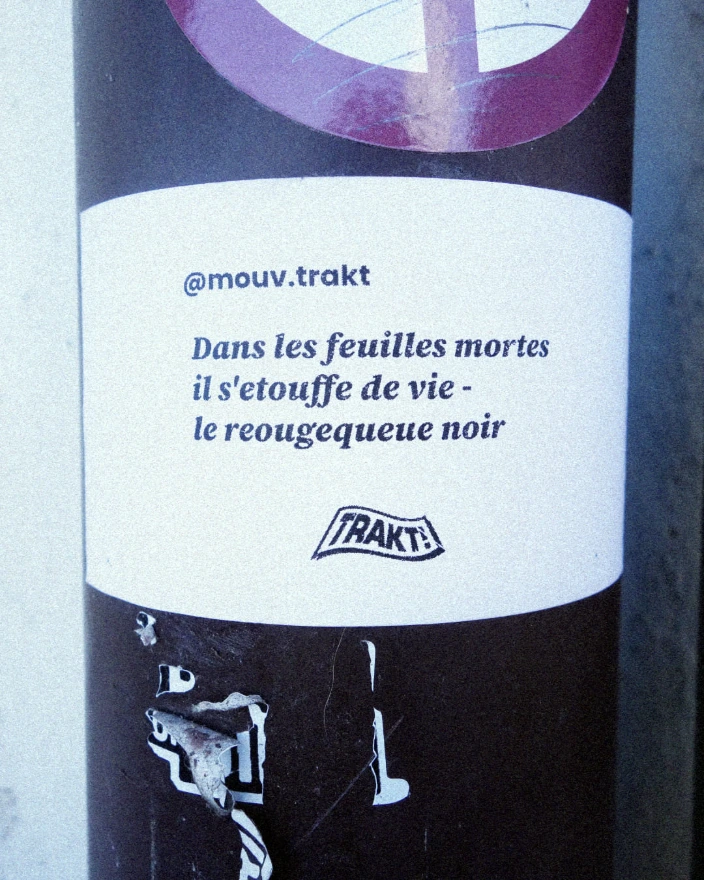 @mouv.trakt
Dans les feuilles mortes
il s'etouffe de vie -
le reougequeue noir
TRAKT!